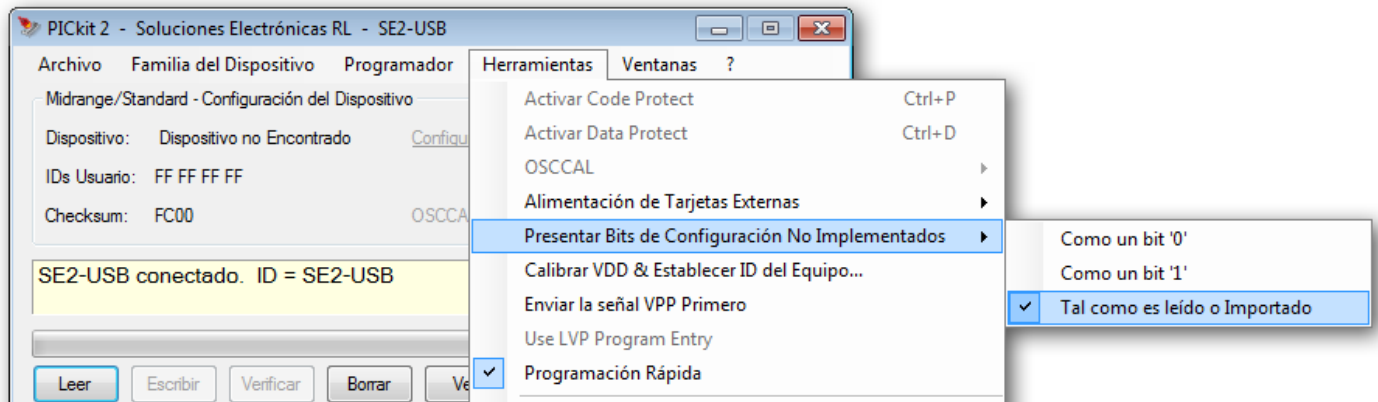 PICkit 2 - Soluciones Electrónicas RL - SE2-USB
Archivo Familia del Dispositivo Programador Herramientas Ventanas ?
Midrange/Standard - Configuración del Dispositivo
Dispositivo: Dispositivo no Encontrado
IDs Usuario: FF FF FF FF
Checksum: FC00
SE2-USB conectado. ID = SE2-USB
Leer Escribir Verificar Borrar
Activar Code Protect Ctrl+P
Activar Data Protect Ctrl+D
OSCCAL
Alimentación de Tarjetas Externas
Presentar Bits de Configuración No Implementados
Calibrar VDD & Establecer ID del Equipo...
Enviar la señal VPP Primero
Use LVP Program Entry
Programación Rápida
Como un bit '0'
Como un bit '1'
Tal como es leído o Importado